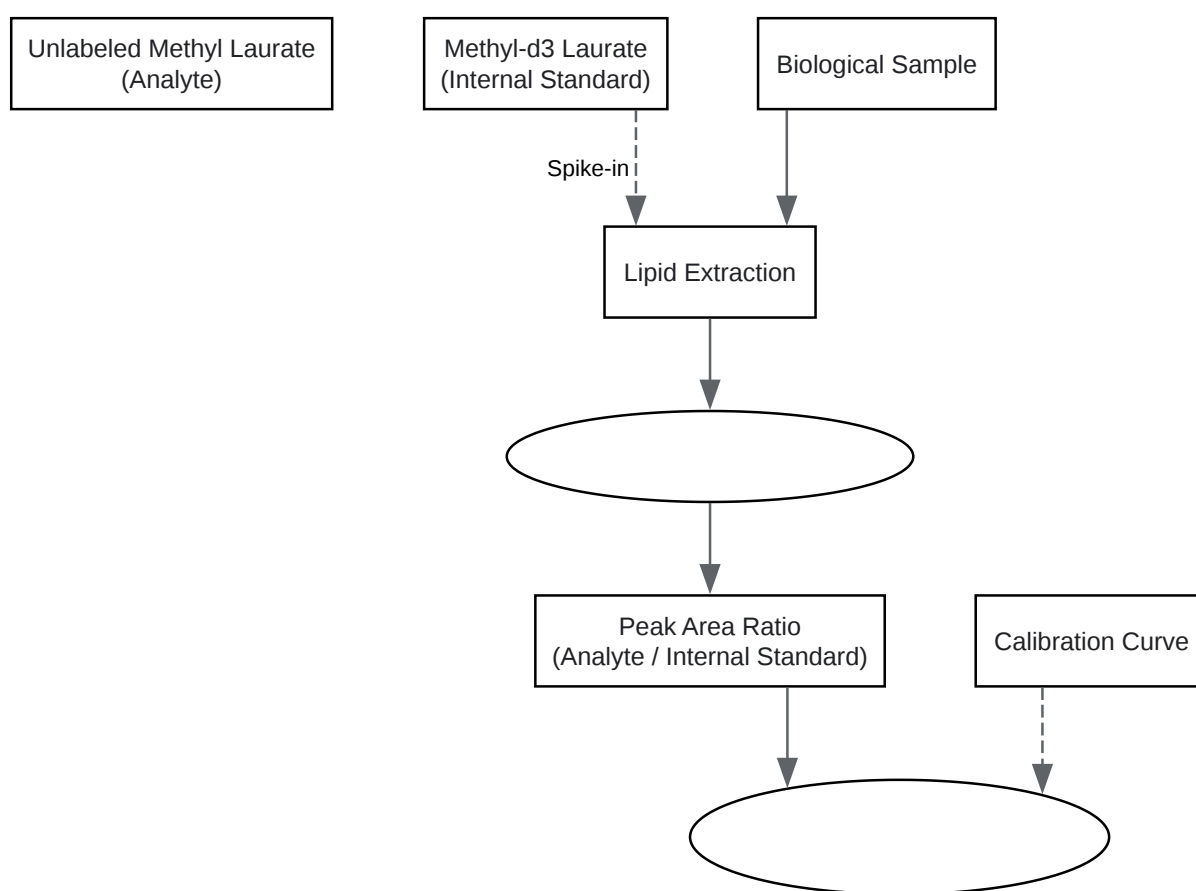 Unlabeled Methyl Laurate
(Analyte)
Methyl-d3 Laurate
(Internal Standard)
Biological Sample
Spike-in
Lipid Extraction
Peak Area Ratio
(Analyte / Internal Standard)
Calibration Curve